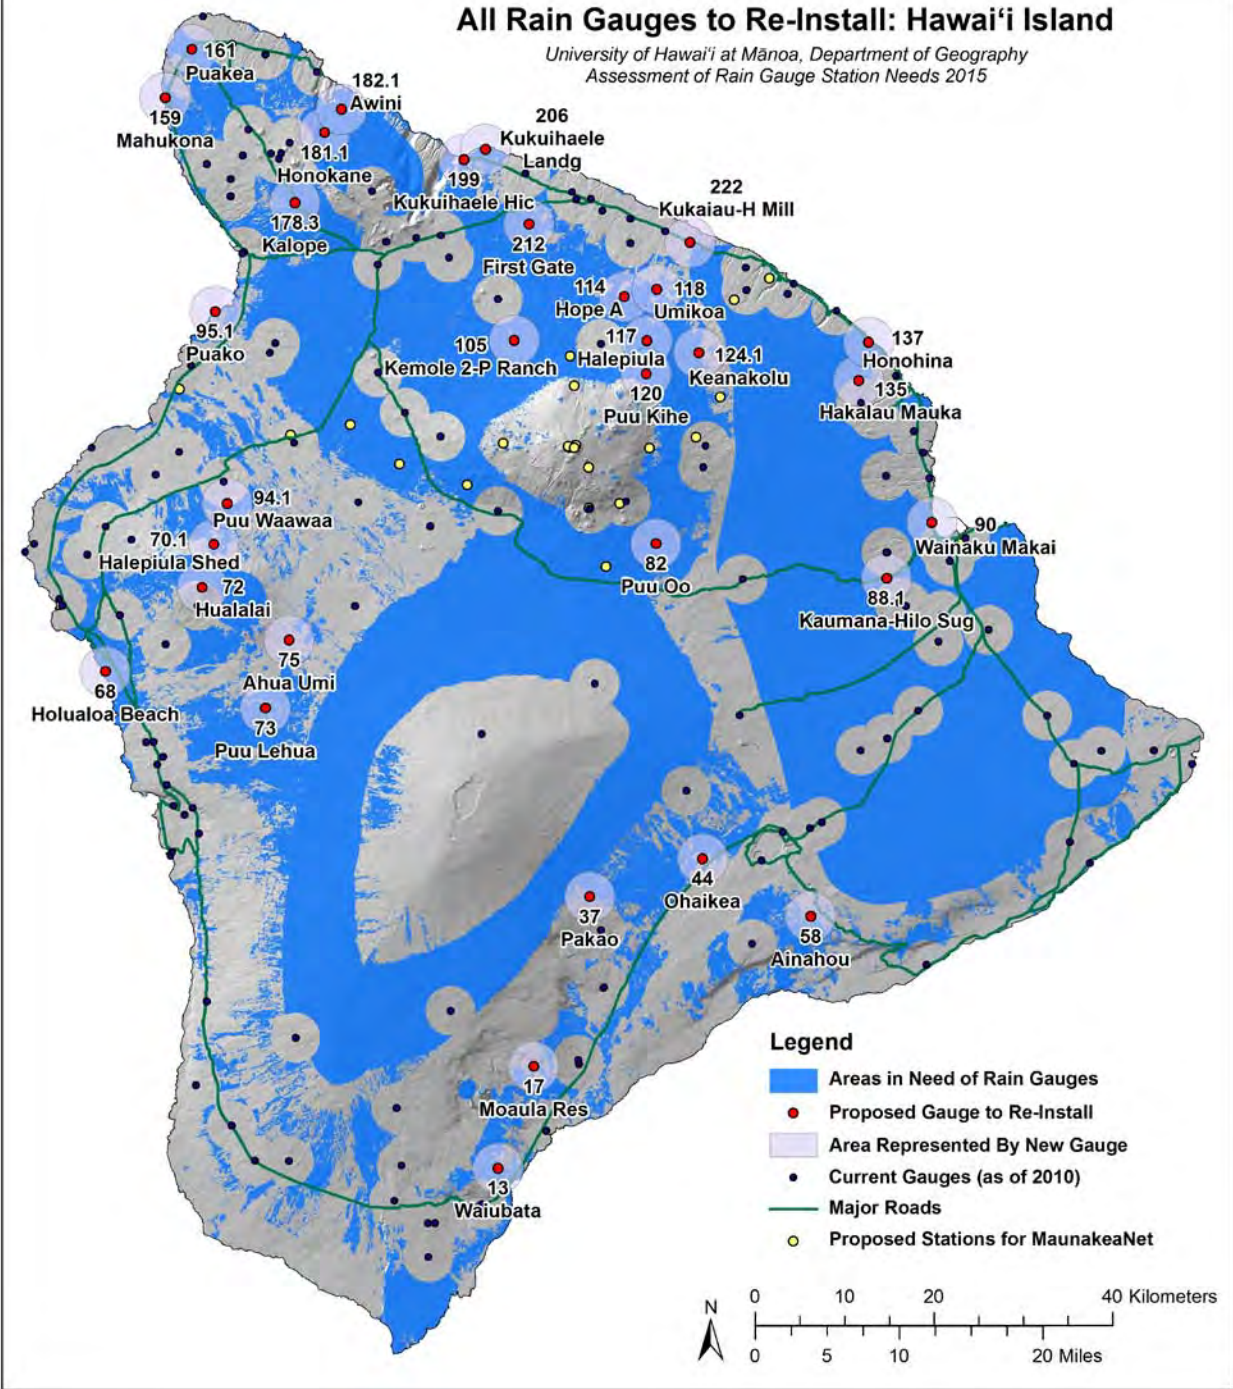 All Rain Gauges to Re-Install: Hawai‘i Island
University of Hawai‘i at Mānoa, Department of Geography
Assessment of Rain Gauge Station Needs 2015
161
Puakea
182.1
Awini
159
Mahukona
206
Kukuihaele
Landg
181.1
Honokane
199
Kukuihaele Hic
222
Kukaiau-H Mill
178.3
Kalope
212
First Gate
114
Hope A
118
Umikoa
95.1
Puako
105
Kemole 2-P Ranch
117
Halepiula
124.1
Keanakolu
137
Honohina
120
Puu Kihe
135
Hakalau Mauka
94.1
Puu Waawaa
70.1
Halepiula Shed
90
Wainaku Makai
72
Hualalai
82
Puu Oo
88.1
Kaumana-Hilo Sug
75
Ahua Umi
68
Holualoa Beach
73
Puu Lehua
44
Ohaikea
37
Pakao
58
Ainahou
17
Moaula Res
13
Waiubata
Legend
Areas in Need of Rain Gauges
Proposed Gauge to Re-Install
Area Represented By New Gauge
Current Gauges (as of 2010)
Major Roads
Proposed Stations for MaunakeaNet
N
0 10 20 40 Kilometers
0 5 10 20 Miles